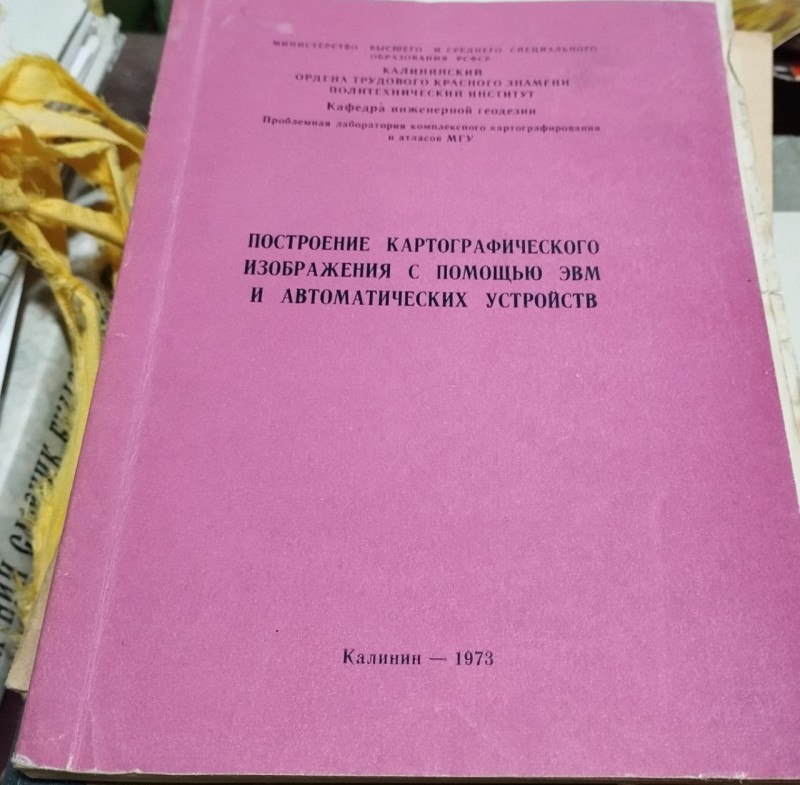 МИНИСТЕРСТВО ВЫСШЕГО И СРЕДНЕГО СПЕЦИАЛЬНОГО
ОБРАЗОВАНИЯ РСФСР
КАЛИНИНСКИЙ
ОРДЕНА ТРУДОВОГО КРАСНОГО ЗНАМЕНИ
ПОЛИТЕХНИЧЕСКИЙ ИНСТИТУТ
Кафедра инженерной геодезии
Проблемная лаборатория комплексного картографирования
и атласов МГУ
ПОСТРОЕНИЕ КАРТОГРАФИЧЕСКОГО
ИЗОБРАЖЕНИЯ С ПОМОЩЬЮ ЭВМ
И АВТОМАТИЧЕСКИХ УСТРОЙСТВ
Калинин — 1973